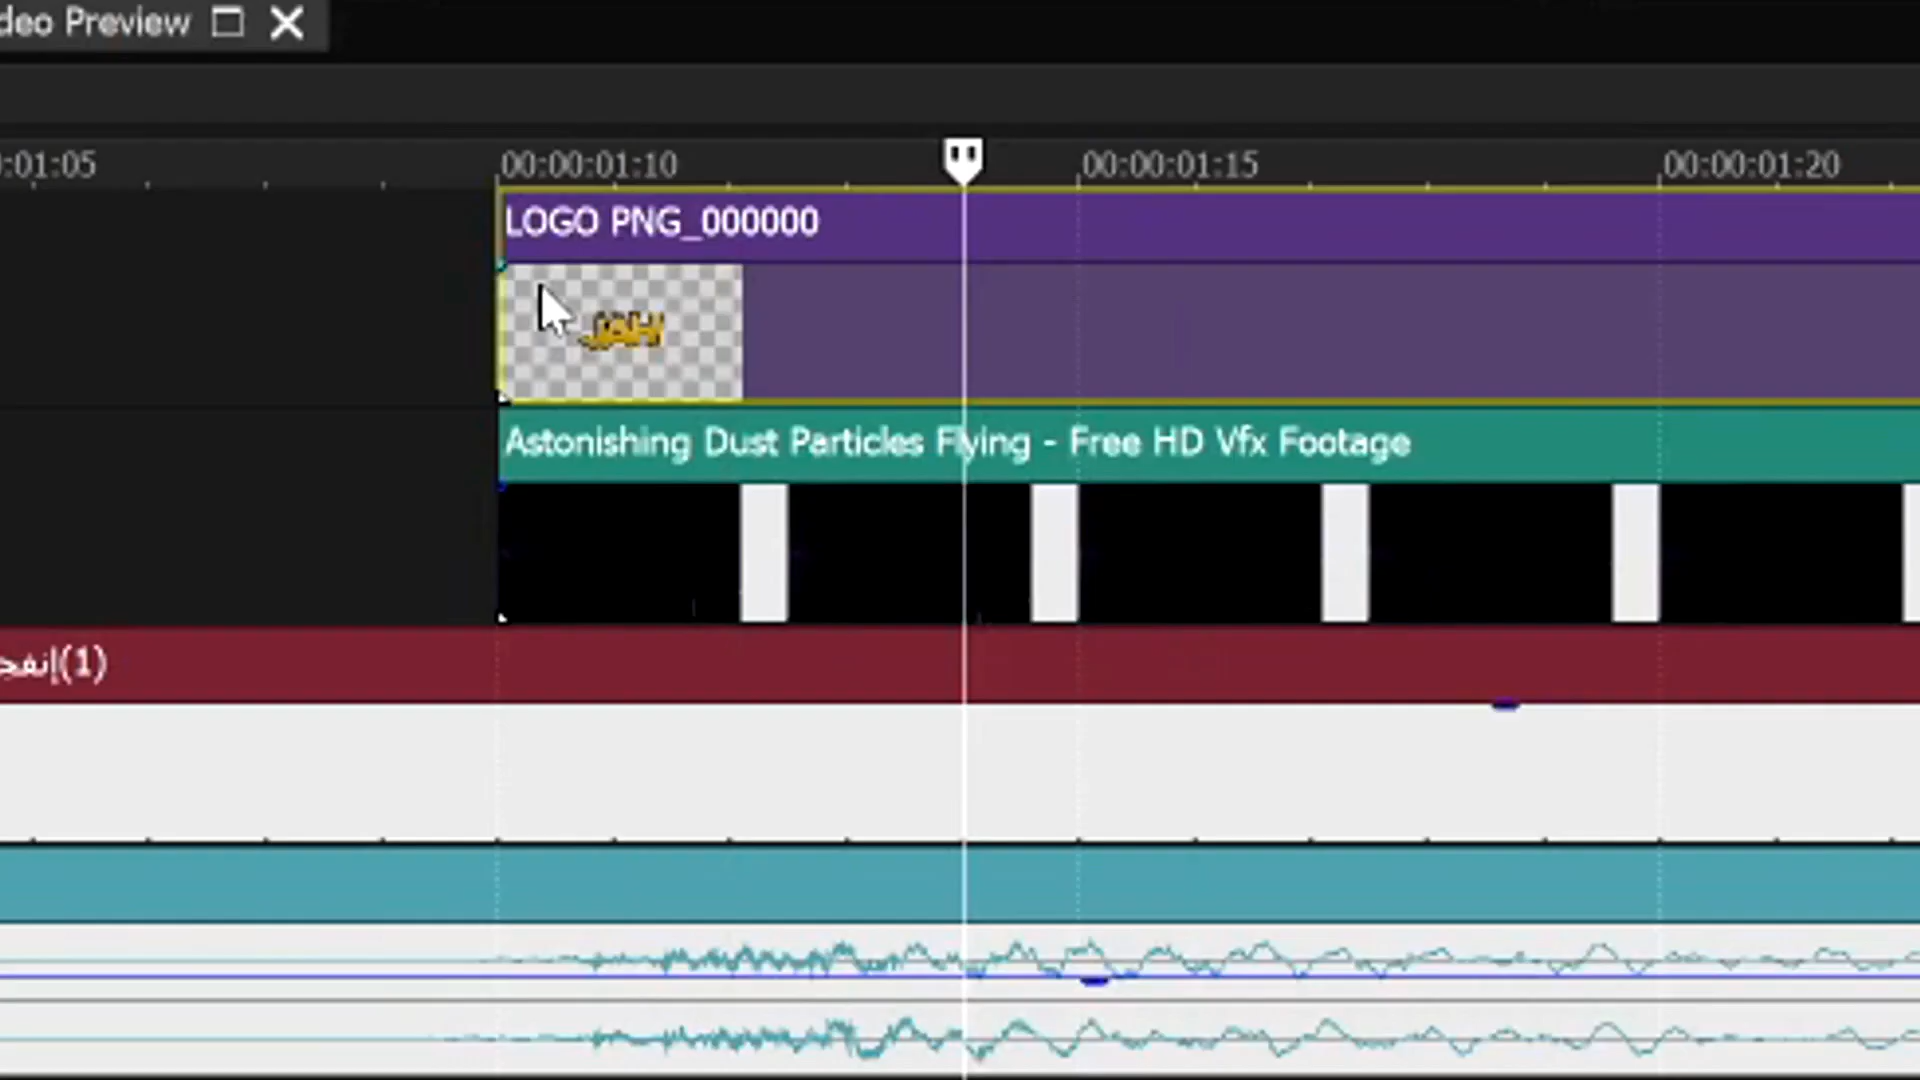 deo Preview
:01:05 00:00:01:10 00:00:01:15 00:00:01:20
LOGO PNG_000000
Astonishing Dust Particles Flying - Free HD Vfx Footage
إنفجـ(1)